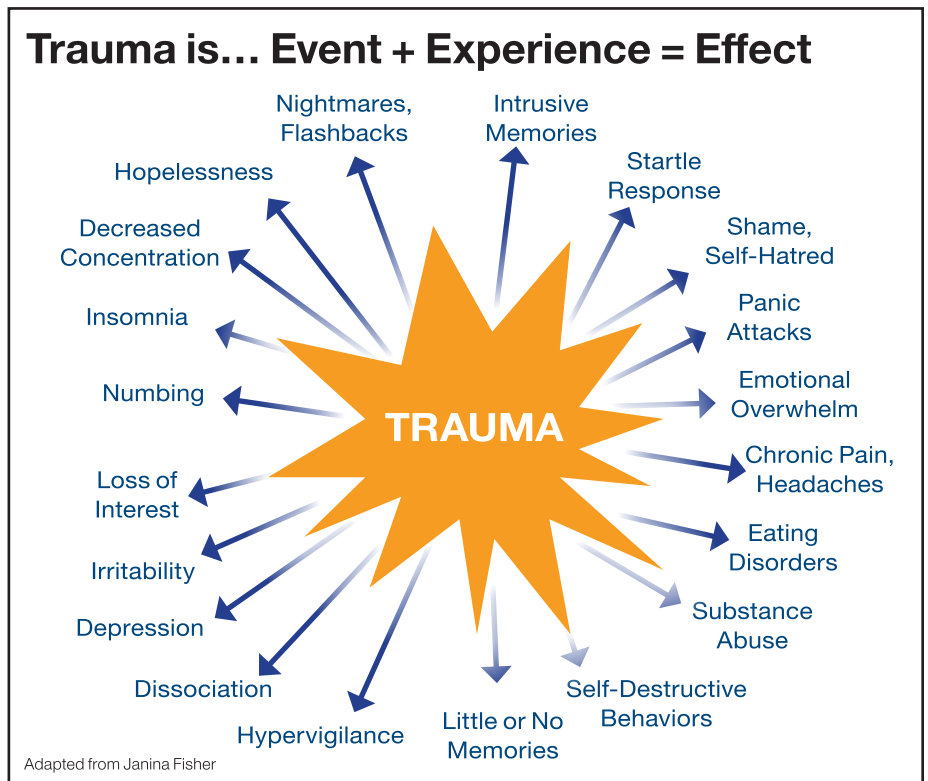 Trauma is... Event + Experience = Effect
Nightmares,
Flashbacks
Intrusive
Memories
Startle
Response
Shame,
Self-Hatred
Panic
Attacks
Emotional
Overwhelm
Chronic Pain,
Headaches
Eating
Disorders
Substance
Abuse
Self-Destructive
Behaviors
Little or No
Memories
Hypervigilance
Dissociation
Depression
Irritability
Loss of
Interest
Numbing
Insomnia
Decreased
Concentration
Hopelessness
TRAUMA
Adapted from Janina Fisher